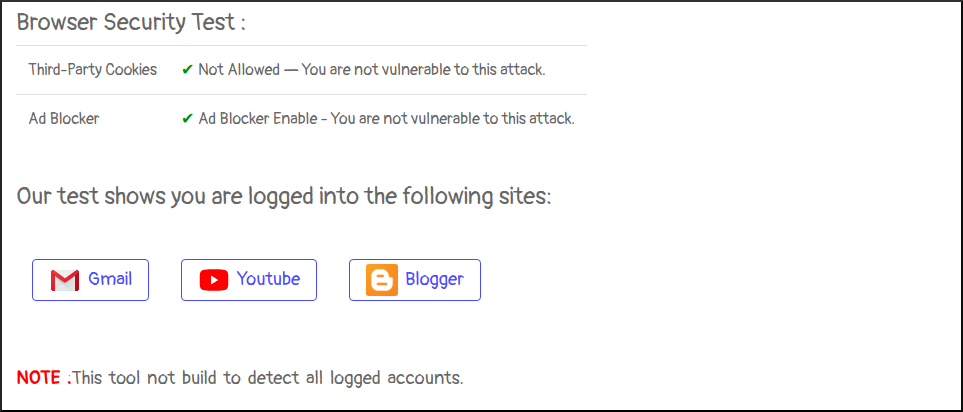 Browser Security Test :
Third-Party Cookies ✔ Not Allowed — You are not vulnerable to this attack.
Ad Blocker ✔ Ad Blocker Enable - You are not vulnerable to this attack.
Our test shows you are logged into the following sites:
Gmail Youtube Blogger
NOTE :This tool not build to detect all logged accounts.